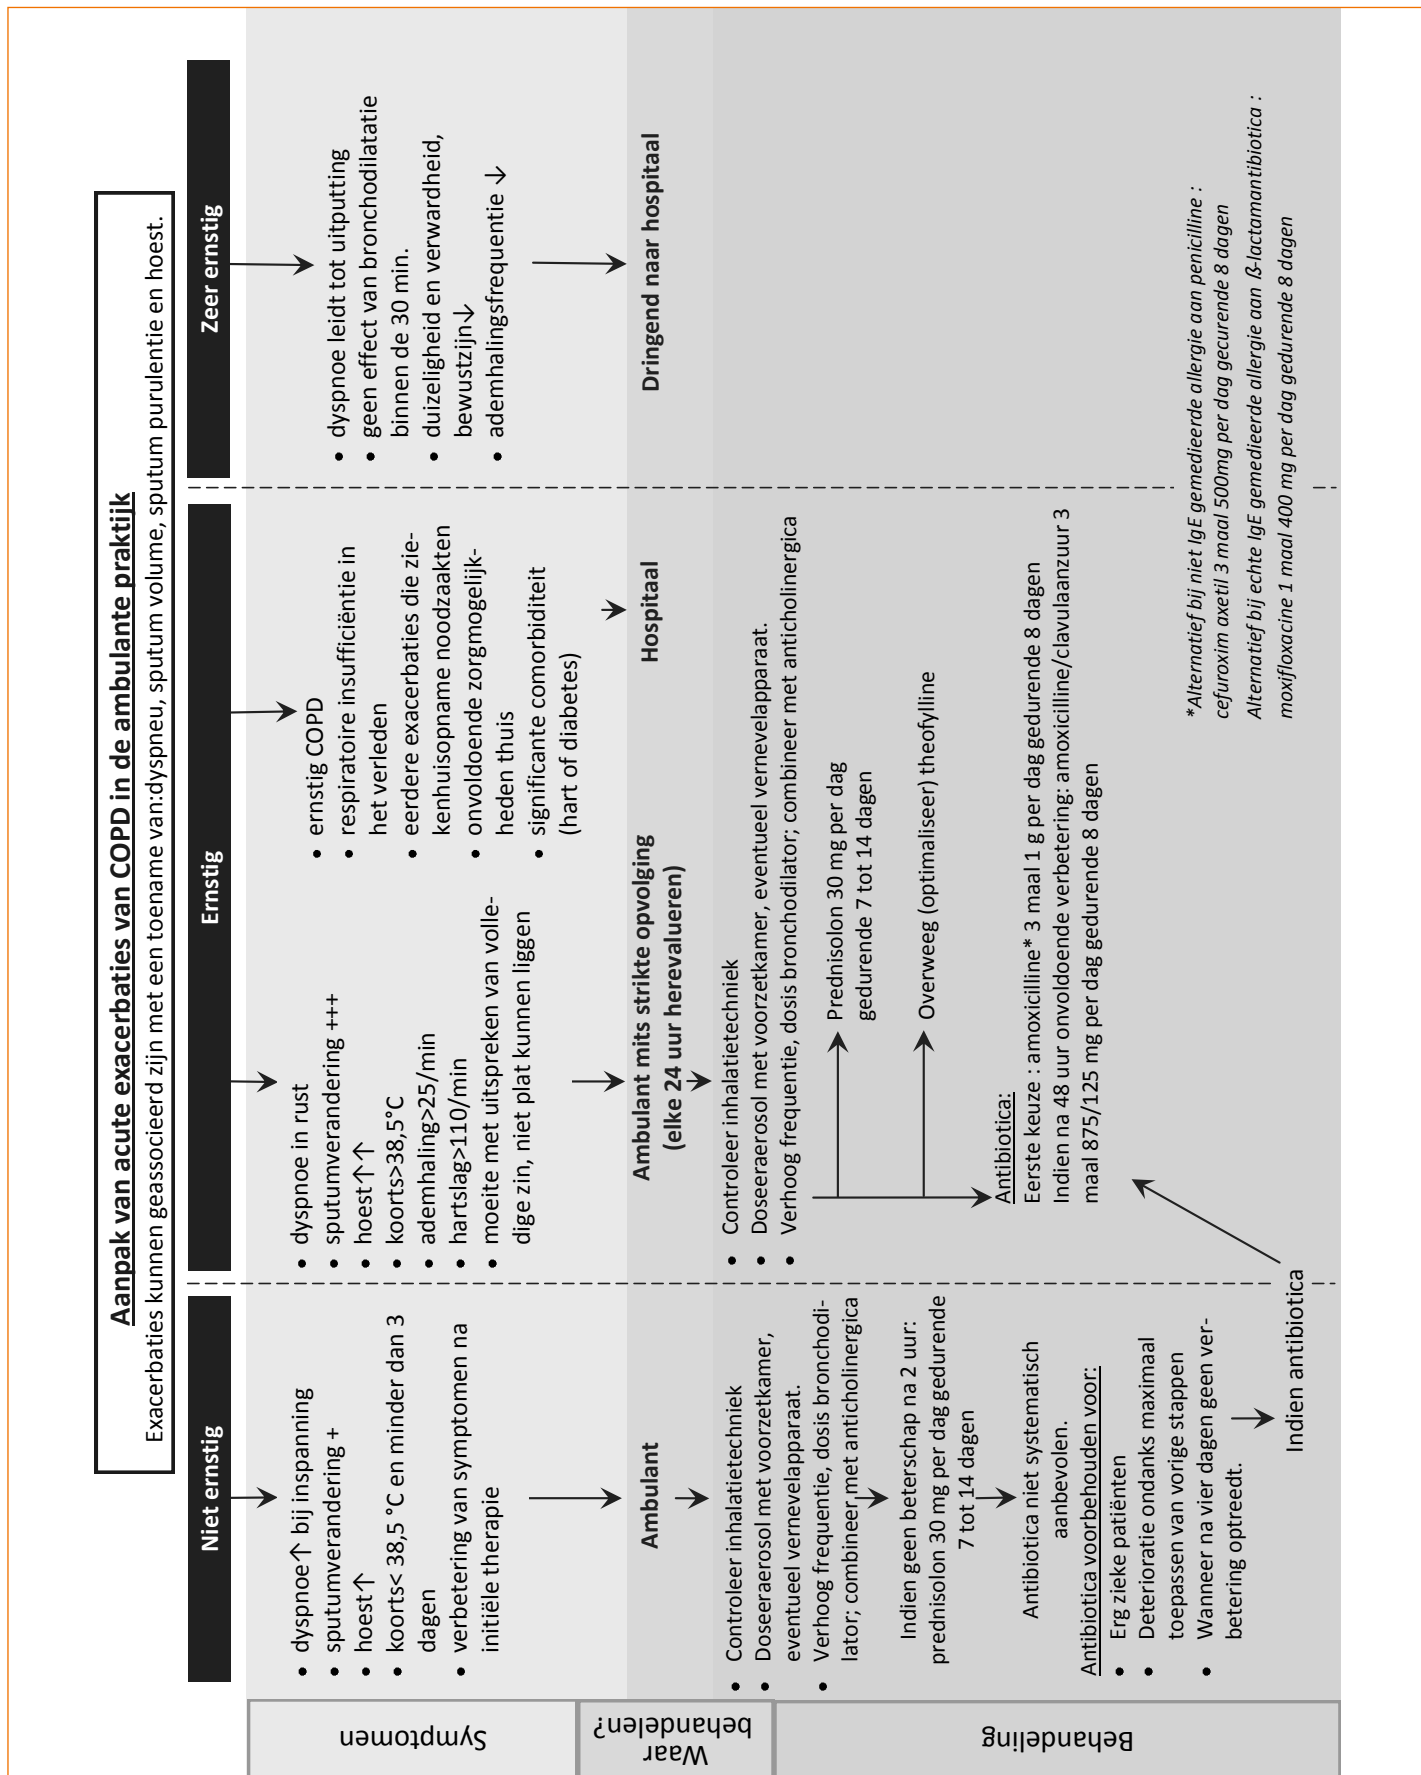 Aanpak van acute exacerbaties van COPD in de ambulante praktijk
Exacerbaties kunnen geassocieerd zijn met een toename van:dyspneu, sputum volume, sputum purulentie en hoest.
Niet ernstig
Ernstig
Zeer ernstig
Symptomen
• dyspnoe↑ bij inspanning
• sputumverandering +
• hoest↑
• koorts< 38,5 °C en minder dan 3
dagen
• verbetering van symptomen na
initiële therapie
• dyspnoe in rust
• sputumverandering +++
• hoest↑↑
• koorts>38,5°C
• ademhaling>25/min
• hartslag>110/min
• moeite met uitspreken van volle-
dige zin, niet plat kunnen liggen
• ernstig COPD
• respiratoire insufficiëntie in
het verleden
• eerdere exacerbaties die zie-
kenhuisopname noodzaakten
• onvoldoende zorgmogelijk-
heden thuis
• significante comorbiditeit
(hart of diabetes)
• dyspnoe leidt tot uitputting
• geen effect van bronchodilatatie
binnen de 30 min.
• duizeligheid en verwardheid,
bewustzijn↓
• ademhalingsfrequentie ↓
Waar
behandelen?
Ambulant
Ambulant mits strikte opvolging
(elke 24 uur herevalueren)
Hospitaal
Dringend naar hospitaal
Behandeling
• Controleer inhalatietechniek
• Doseraerosol met voorzetkamer,
eventueel vernevelapparaat.
• Verhoog frequentie, dosis bronchodi-
lator; combineer met anticholinergica
Indien geen beterschap na 2 uur:
prednisolon 30 mg per dag gedurende
7 tot 14 dagen
Antibiotica niet systematisch
aanbevolen.
Antibiotica voorbehouden voor:
• Erg zieke patiënten
• Deterioratie ondanks maximaal
toepassen van vorige stappen
• Wanneer na vier dagen geen ver-
betering optreedt.
Indien antibiotica
• Controleer inhalatietechniek
• Doseeraerosol met voorzetkamer, eventueel vernevelapparaat.
• Verhoog frequentie, dosis bronchodilator; combineer met anticholinergica
Prednisolon 30 mg per dag
gedurende 7 tot 14 dagen
Overweeg (optimaliseer) theofylline
Antibiotica:
Eerste keuze : amoxicilline* 3 maal 1 g per dag gedurende 8 dagen
Indien na 48 uur onvoldoende verbetering: amoxicilline/clavulaanzuur 3
maal 875/125 mg per dag gedurende 8 dagen
*Alternatief bij niet IgE gemedieerde allergie aan penicilline :
cefuroxim axetil 3 maal 500mg per dag gecurende 8 dagen
Alternatief bij echte IgE gemedieerde allergie aan ß-lactamantibiotica :
moxifloxacine 1 maal 400 mg per dag gedurende 8 dagen